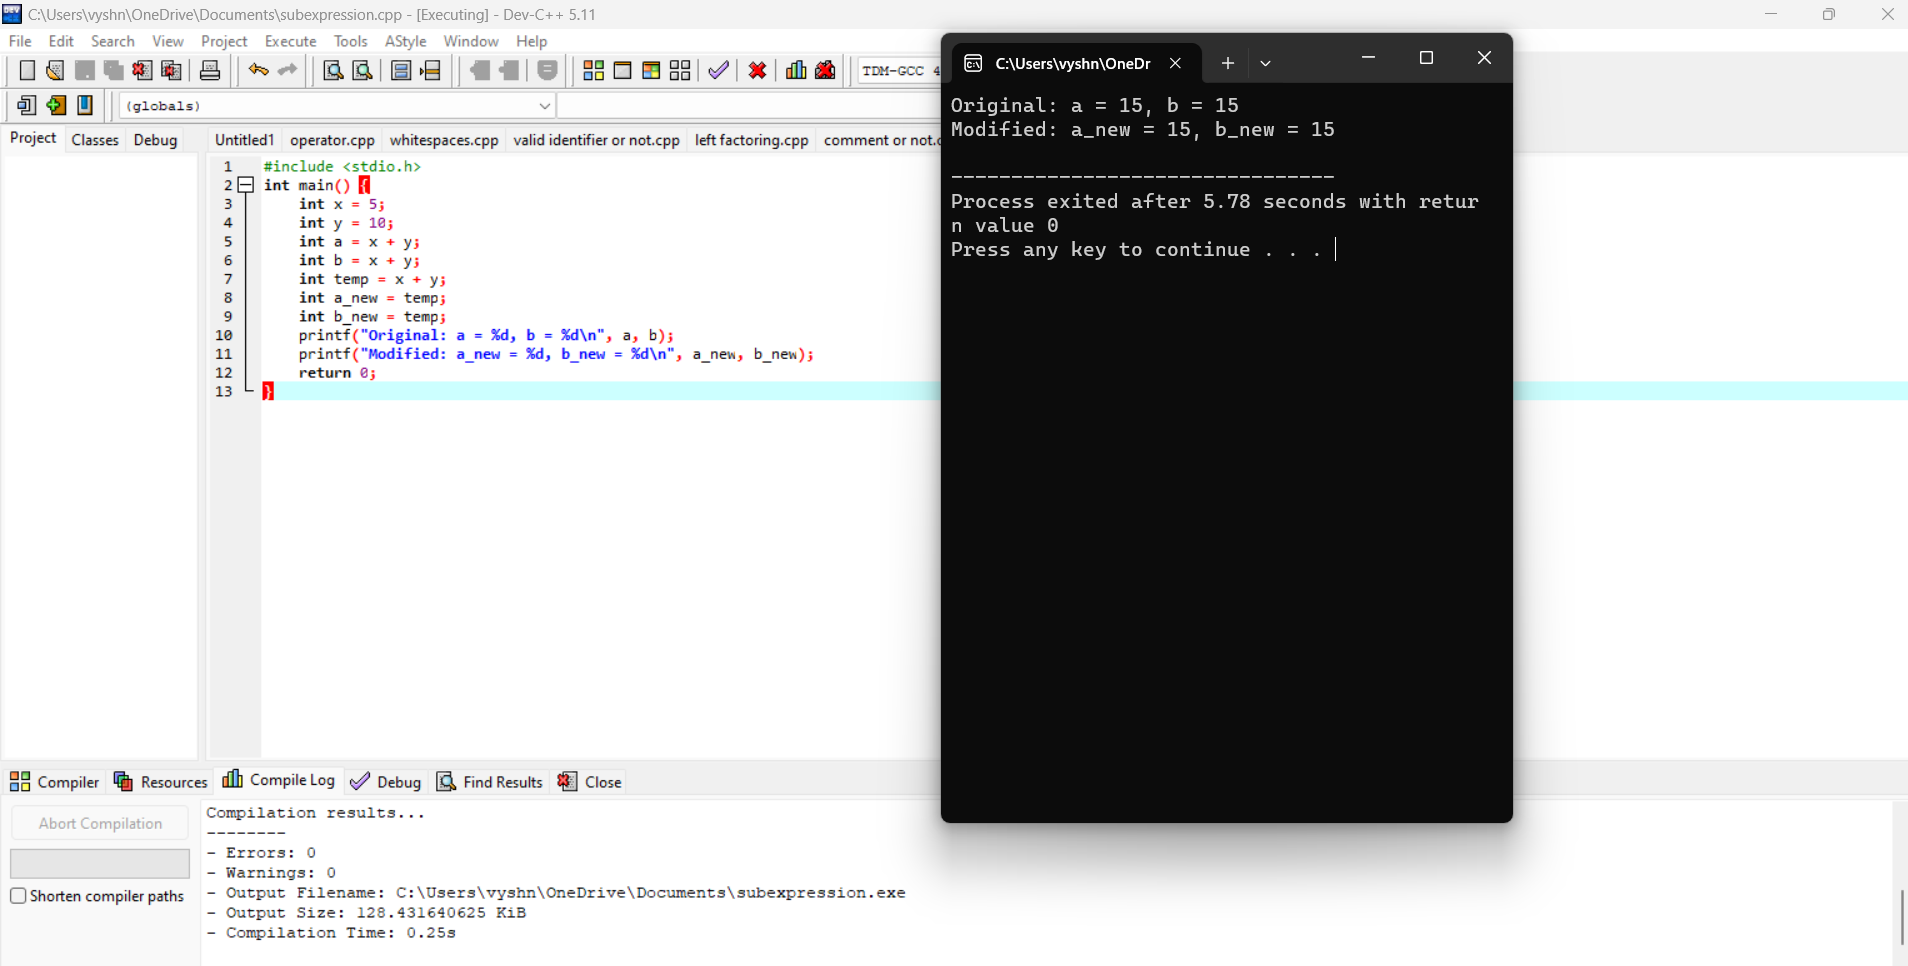 C:\Users\vyshn\OneDrive\Documents\subexpression.cpp - [Executing] - Dev-C++ 5.11
File Edit Search View Project Execute Tools AStyle Window Help
TDM-GCC 4
(globals)
Project Classes Debug
Untitled1 operator.cpp whitespaces.cpp valid identifier or not.cpp left factoring.cpp comment or not.c
1 #include <stdio.h>
2 int main() {
3 int x = 5;
4 int y = 10;
5 int a = x + y;
6 int b = x + y;
7 int temp = x + y;
8 int a_new = temp;
9 int b_new = temp;
10 printf("Original: a = %d, b = %d\n", a, b);
11 printf("Modified: a_new = %d, b_new = %d\n", a_new, b_new);
12 return 0;
13 }
C:\Users\vyshn\OneDr
Original: a = 15, b = 15
Modified: a_new = 15, b_new = 15
--------------------------------
Process exited after 5.78 seconds with retur
n value 0
Press any key to continue . . .
Compiler Resources Compile Log Debug Find Results Close
Abort Compilation
Shorten compiler paths
Compilation results...
--------
- Errors: 0
- Warnings: 0
- Output Filename: C:\Users\vyshn\OneDrive\Documents\subexpression.exe
- Output Size: 128.431640625 KiB
- Compilation Time: 0.25s